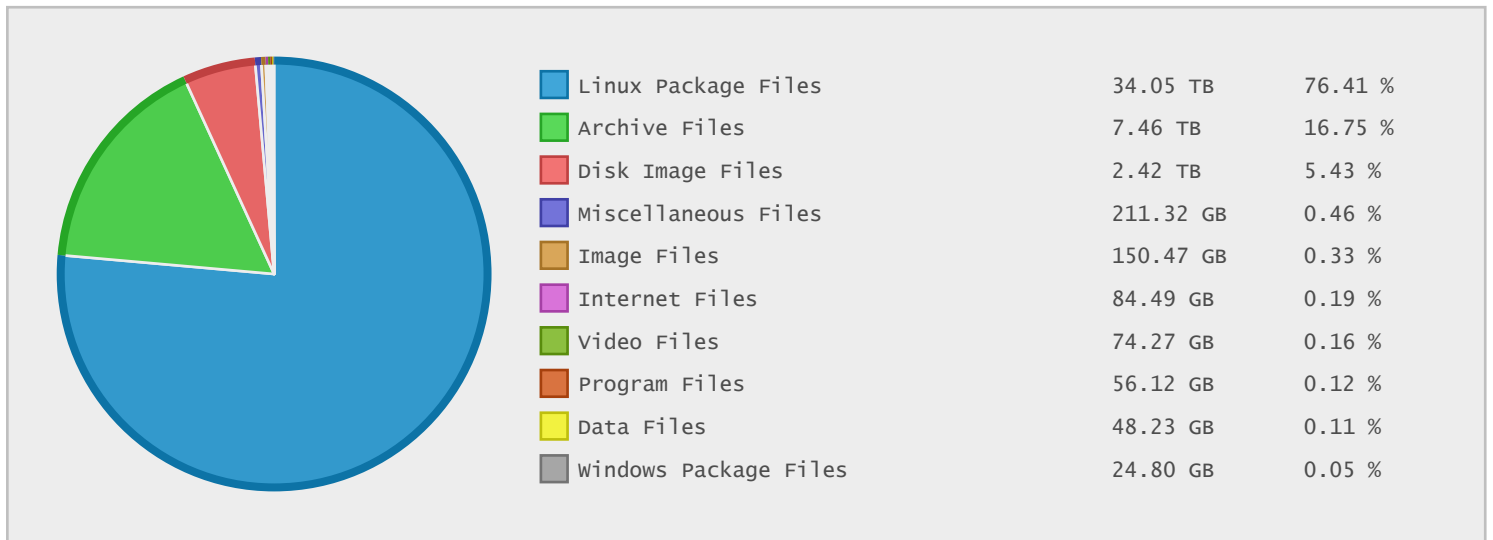 Linux Package Files 34.05 TB 76.41 %
Archive Files 7.46 TB 16.75 %
Disk Image Files 2.42 TB 5.43 %
Miscellaneous Files 211.32 GB 0.46 %
Image Files 150.47 GB 0.33 %
Internet Files 84.49 GB 0.19 %
Video Files 74.27 GB 0.16 %
Program Files 56.12 GB 0.12 %
Data Files 48.23 GB 0.11 %
Windows Package Files 24.80 GB 0.05 %